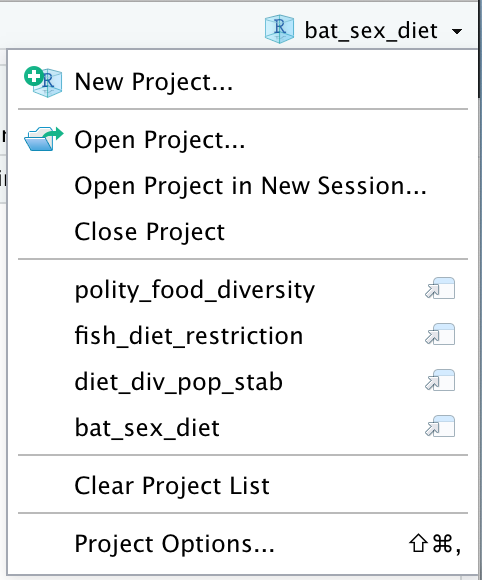 bat_sex_diet
New Project...
Open Project...
Open Project in New Session...
Close Project
polity_food_diversity
fish_diet_restriction
diet_div_pop_stab
bat_sex_diet
Clear Project List
Project Options... ⇧⌘,